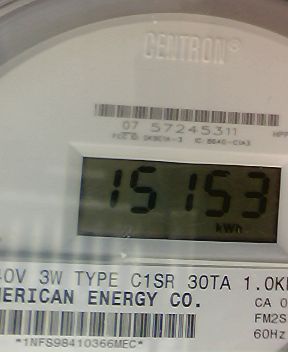 CENTRON®
07 57245311
15153
kWh
40V 3W TYPE C1SR 30TA 1.0K
MERICAN ENERGY CO.
CA 0
FM2S
60Hz
*1NFS98410366MEC*